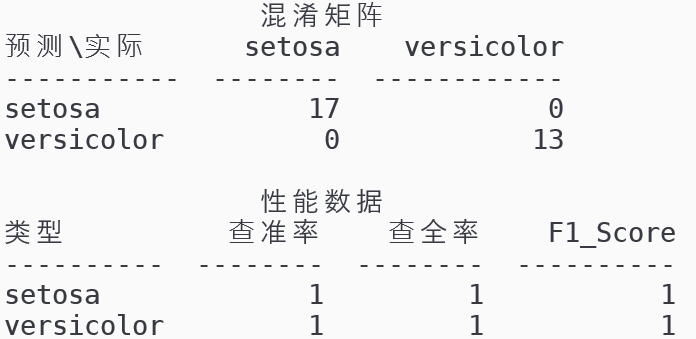 混淆矩阵
预测\实际 setosa versicolor
----------- -------- ------------
setosa 17 0
versicolor 0 13
性能数据
类型 查准率 查全率 F1_Score
---------- -------- -------- ----------
setosa 1 1 1
versicolor 1 1 1